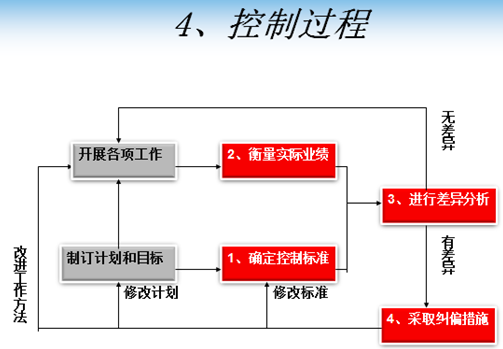 4、控制过程
开展各项工作
2、衡量实际业绩
无差异
3、进行差异分析
制订计划和目标
1、确定控制标准
有差异
改进工作方法
修改计划
修改标准
4、采取纠偏措施